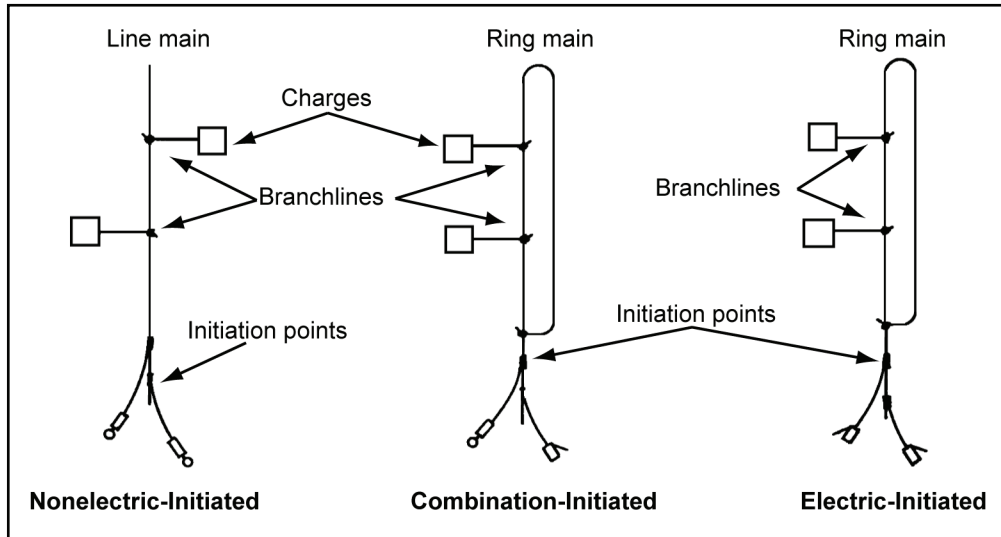 Line main
Ring main
Ring main
Charges
Branchlines
Branchlines
Initiation points
Initiation points
Nonelectric-Initiated
Combination-Initiated
Electric-Initiated